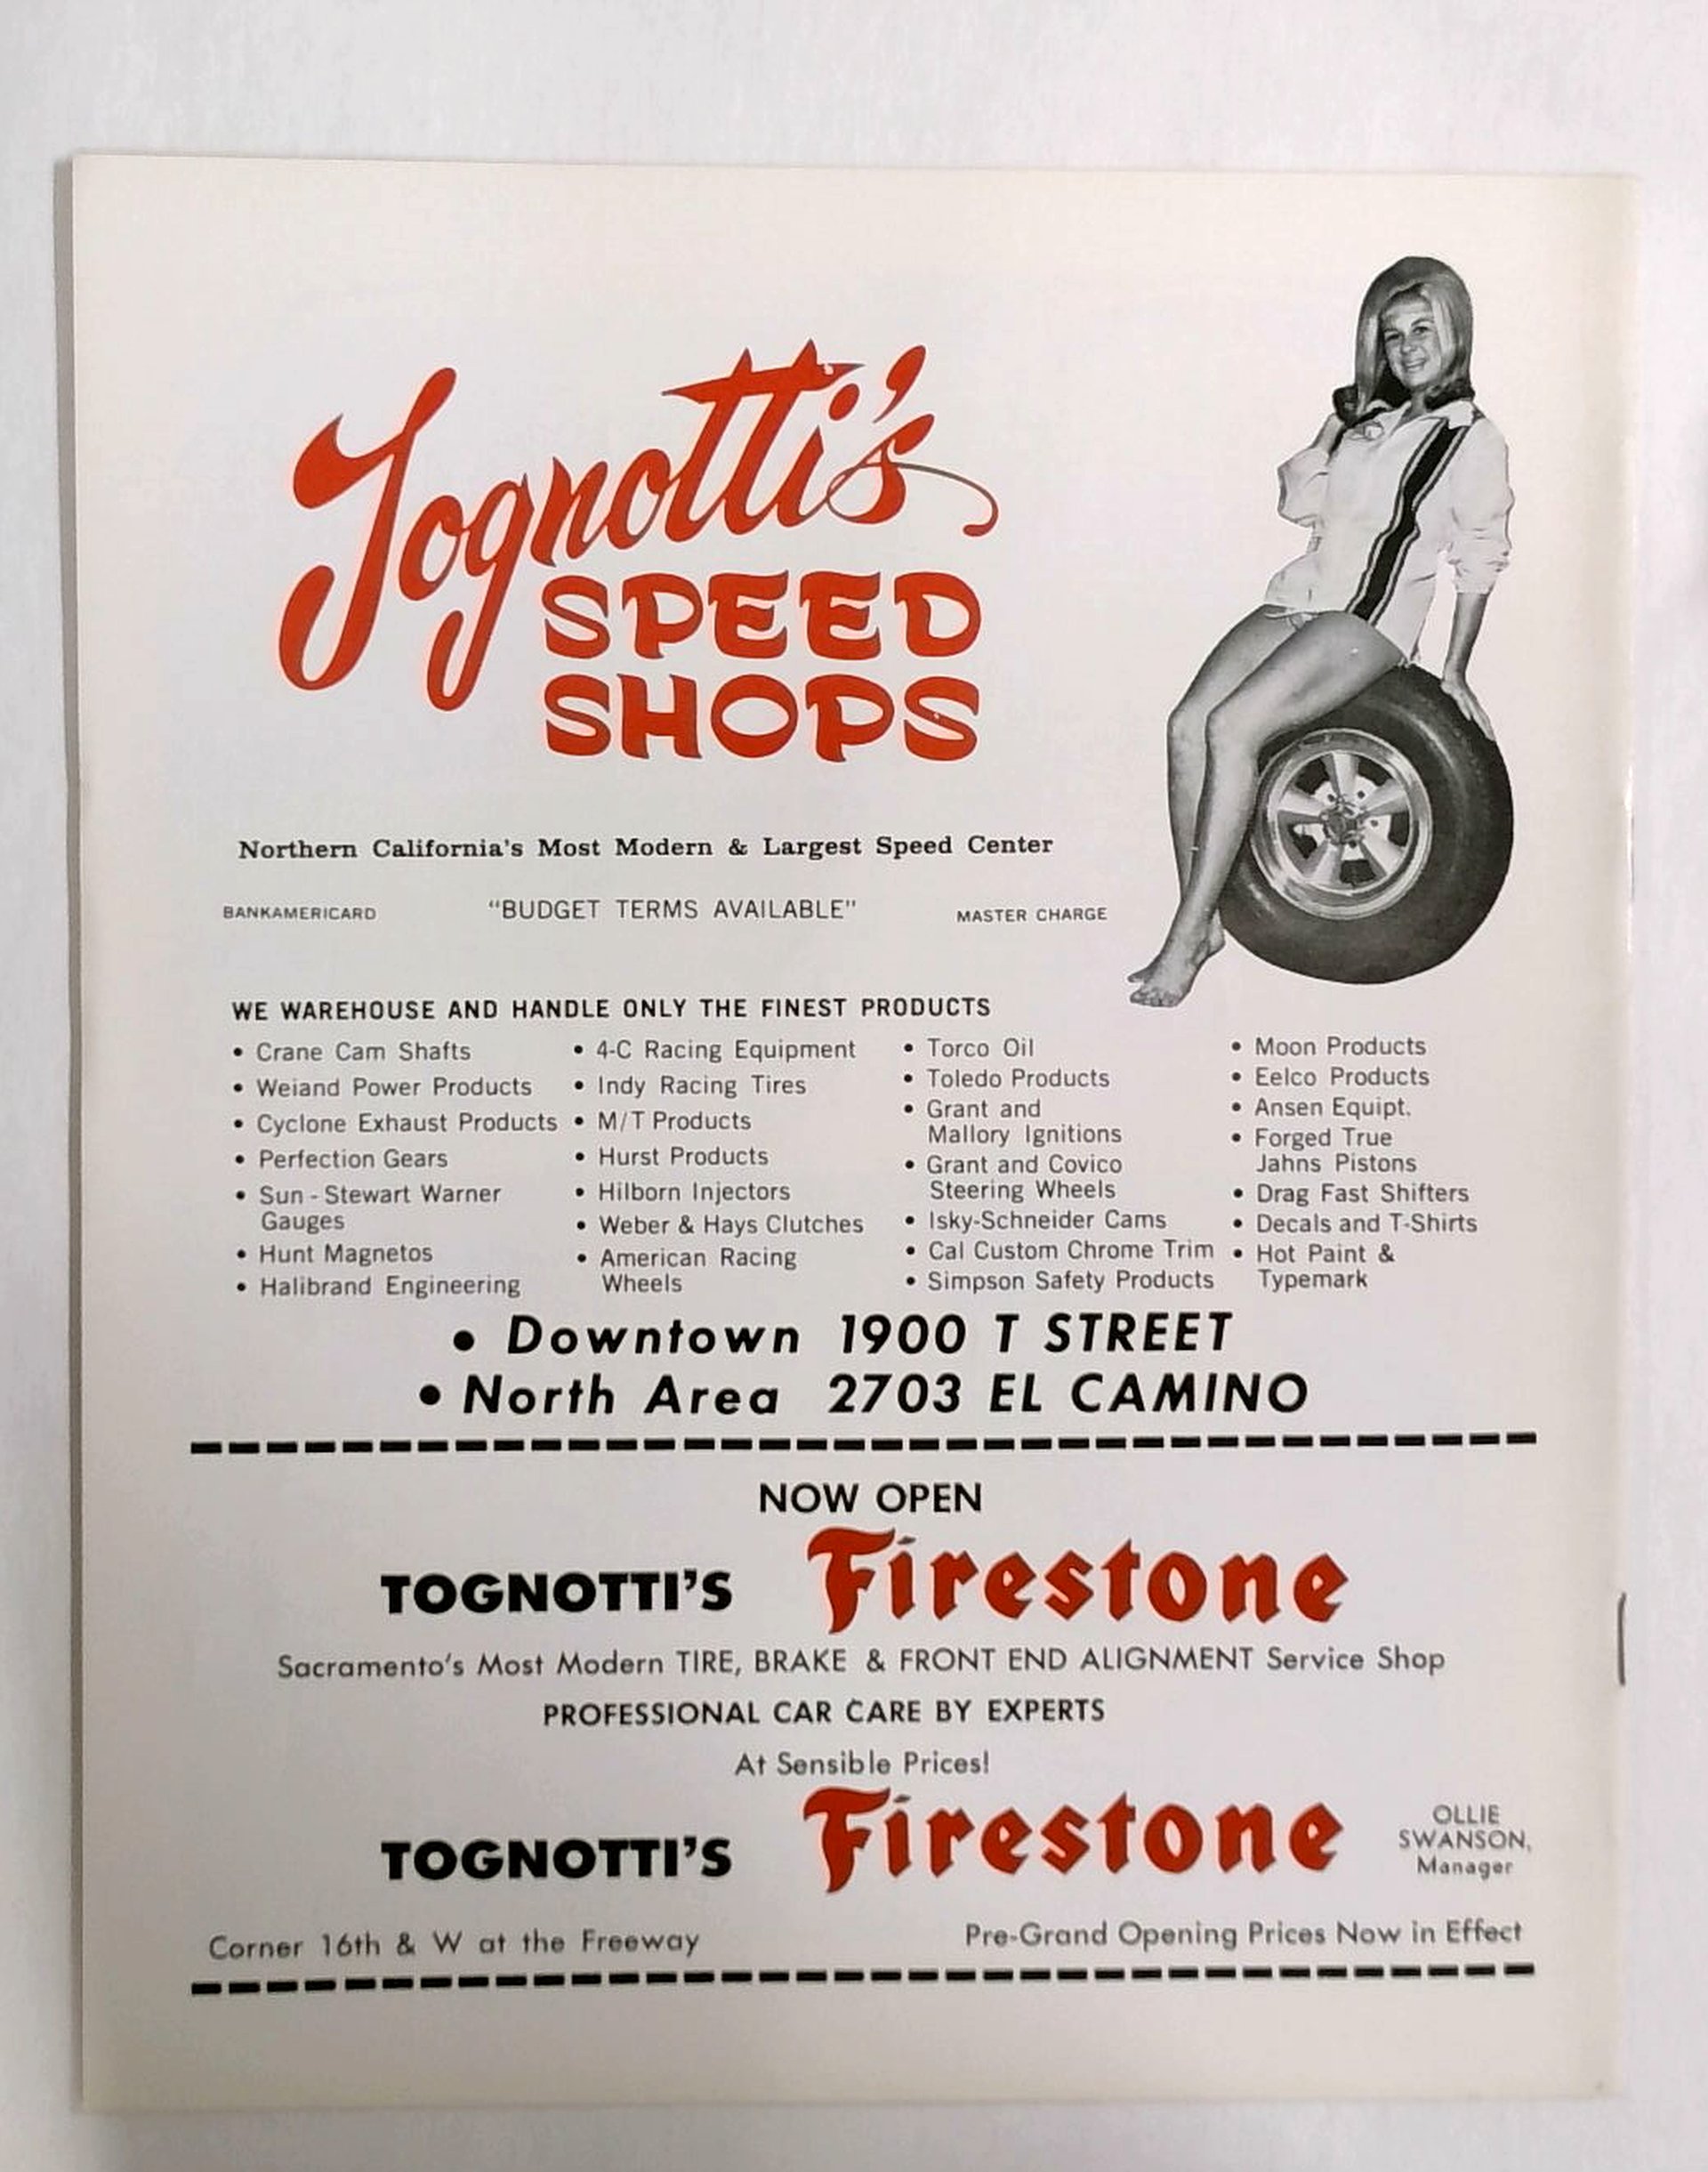 Tognotti's
SPEED
SHOPS
Northern California's Most Modern & Largest Speed Center
BANKAMERICARD "BUDGET TERMS AVAILABLE" MASTER CHARGE
WE WAREHOUSE AND HANDLE ONLY THE FINEST PRODUCTS
• Crane Cam Shafts
• Weiand Power Products
• Cyclone Exhaust Products
• Perfection Gears
• Sun - Stewart Warner
Gauges
• Hunt Magnetos
• Halibrand Engineering
• 4-C Racing Equipment
• Indy Racing Tires
• M/T Products
• Hurst Products
• Hilborn Injectors
• Weber & Hays Clutches
• American Racing
Wheels
• Torco Oil
• Toledo Products
• Grant and
Mallory Ignitions
• Grant and Covico
Steering Wheels
• Isky-Schneider Cams
• Cal Custom Chrome Trim
• Simpson Safety Products
• Moon Products
• Eelco Products
• Ansen Equipt.
• Forged True
Jahns Pistons
• Drag Fast Shifters
• Decals and T-Shirts
• Hot Paint &
Typemark
• Downtown 1900 T STREET
• North Area 2703 EL CAMINO
NOW OPEN
TOGNOTTI'S Firestone
Sacramento's Most Modern TIRE, BRAKE & FRONT END ALIGNMENT Service Shop
PROFESSIONAL CAR CARE BY EXPERTS
At Sensible Prices!
TOGNOTTI'S Firestone
OLLIE
SWANSON,
Manager
Corner 16th & W at the Freeway
Pre-Grand Opening Prices Now in Effect